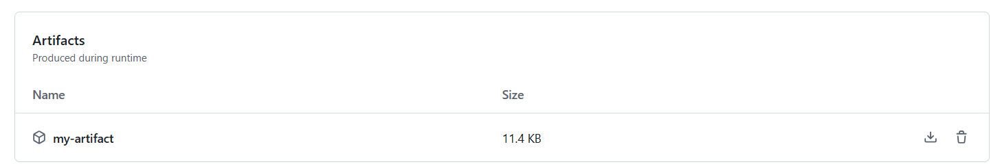 Artifacts
Produced during runtime
Name Size
my-artifact 11.4 KB